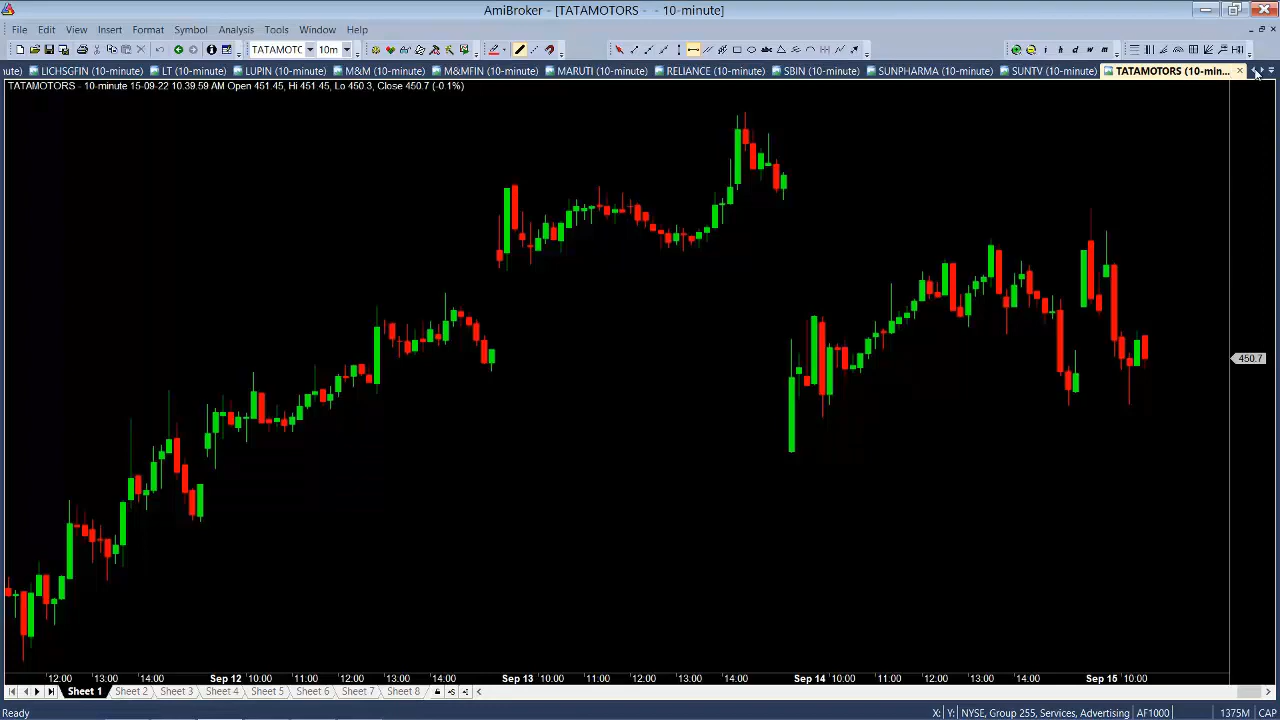 AmiBroker - [TATAMOTORS - - 10-minute]
File Edit View Insert Format Symbol Analysis Tools Window Help
TATAMOTC 10m
nute) LICHSGFIN (10-minute) LT (10-minute) LUPIN (10-minute) M&M (10-minute) M&MFIN (10-minute) MARUTI (10-minute) RELIANCE (10-minute) SBIN (10-minute) SUNPHARMA (10-minute) SUNTV (10-minute) TATAMOTORS (10-min...
TATAMOTORS - 10-minute 15-09-22 10.39.59 AM Open 451.45, Hi 451.45, Lo 450.3, Close 450.7 (-0.1%)
450.7
12.00 13.00 14.00 Sep 12 10.00 11.00 12.00 13.00 14.00 Sep 13 10.00 11.00 12.00 13.00 14.00 Sep 14 10.00 11.00 12.00 13.00 14.00 Sep 15 10.00
Sheet 1 Sheet 2 Sheet 3 Sheet 4 Sheet 5 Sheet 6 Sheet 7 Sheet 8
Ready X: Y: NYSE, Group 255, Services, Advertising AF1000 1375M CAP